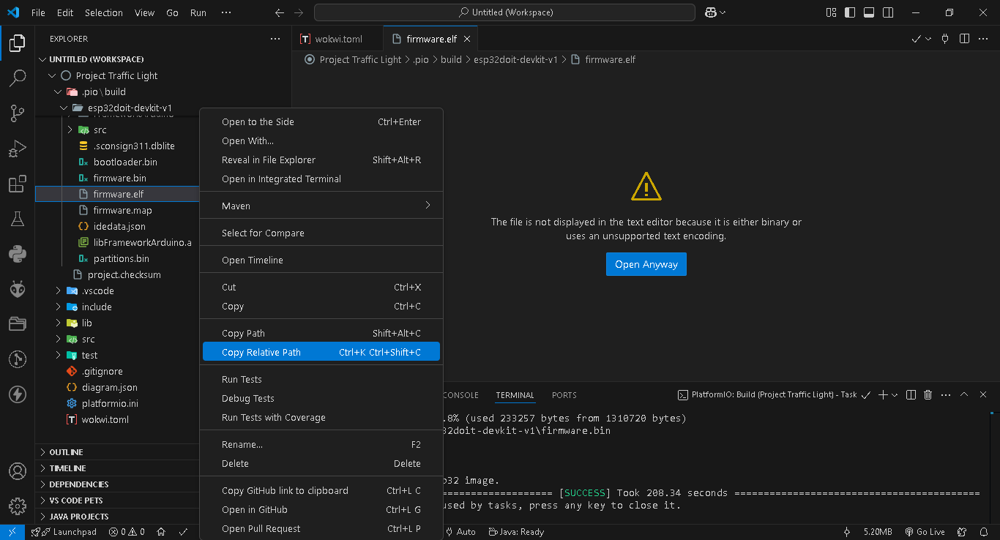 File Edit Selection View Go Run ··· Untitled (Workspace)
EXPLORER
UNTITLED (WORKSPACE)
Project Traffic Light
.pio\build
esp32doit-devkit-v1
src
.sconsign311.dblite
bootloader.bin
firmware.bin
firmware.elf
firmware.map
idedata.json
libFrameworkArduino.a
partitions.bin
project.checksum
.vscode
include
lib
src
test
.gitignore
diagram.json
platformio.ini
wokwi.toml
OUTLINE
TIMELINE
DEPENDENCIES
VS CODE PETS
JAVA PROJECTS
Open to the Side Ctrl+Enter
Open With...
Reveal in File Explorer Shift+Alt+R
Open in Integrated Terminal
Maven
Select for Compare
Open Timeline
Cut Ctrl+X
Copy Ctrl+C
Copy Path Shift+Alt+C
Copy Relative Path Ctrl+K Ctrl+Shift+C
Run Tests
Debug Tests
Run Tests with Coverage
Rename... F2
Delete Delete
Copy GitHub link to clipboard Ctrl+L C
Open in GitHub Ctrl+L G
Open Pull Request Ctrl+L P
wokwi.toml firmware.elf
Project Traffic Light > .pio > build > esp32doit-devkit-v1 > firmware.elf
The file is not displayed in the text editor because it is either binary or
uses an unsupported text encoding.
Open Anyway
CONSOLE TERMINAL PORTS PlatformIO: Build (Project Traffic Light) - Task
.8% (used 233257 bytes from 1310720 bytes)
32doit-devkit-v1\firmware.bin
p32 image.
=================== [SUCCESS] Took 208.34 seconds =========================================
used by tasks, press any key to close it.
Launchpad 0 0 Auto Java: Ready 5.20MB Go Live